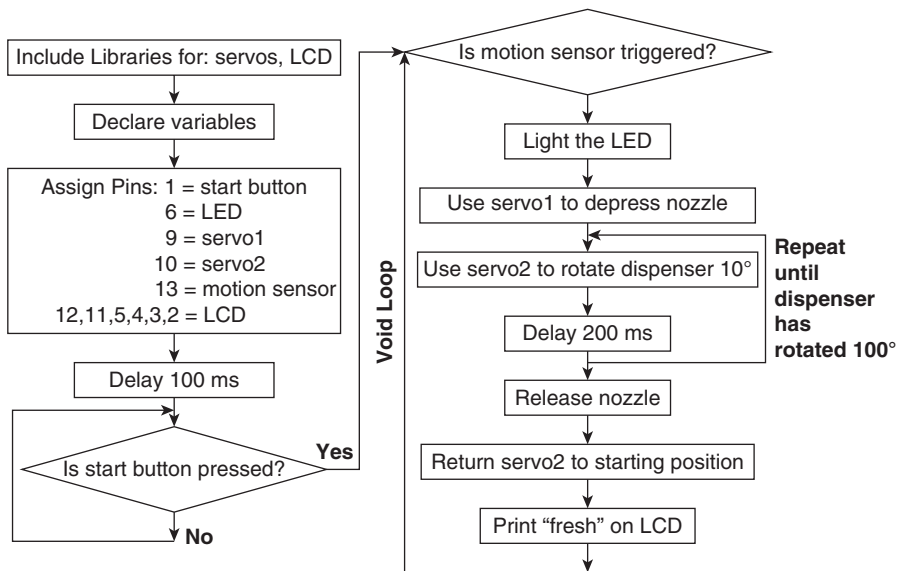 Include Libraries for: servos, LCD
Declare variables
Assign Pins: 1 = start button
6 = LED
9 = servo1
10 = servo2
13 = motion sensor
12,11,5,4,3,2 = LCD
Delay 100 ms
Is start button pressed?
Yes
No
Void Loop
Is motion sensor triggered?
Light the LED
Use servo1 to depress nozzle
Use servo2 to rotate dispenser 10°
Delay 200 ms
Repeat
until
dispenser
has
rotated 100°
Release nozzle
Return servo2 to starting position
Print “fresh” on LCD